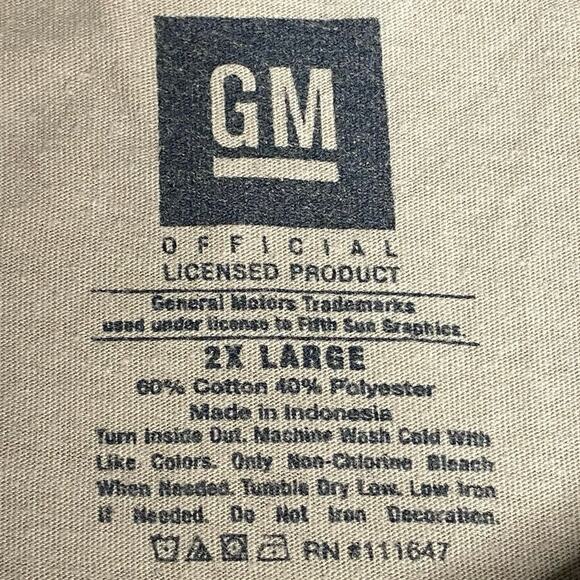 GM
OFFICIAL
LICENSED PRODUCT
General Motors Trademarks
used under license to Fifth Sun Graphics.
2X LARGE
60% Cotton 40% Polyester
Made in Indonesia
Turn Inside Out. Machine Wash Cold With
Like Colors. Only Non-Chlorine Bleach
When Needed. Tumble Dry Low. Low Iron
If Needed. Do Not Iron Decoration.
RN #111647